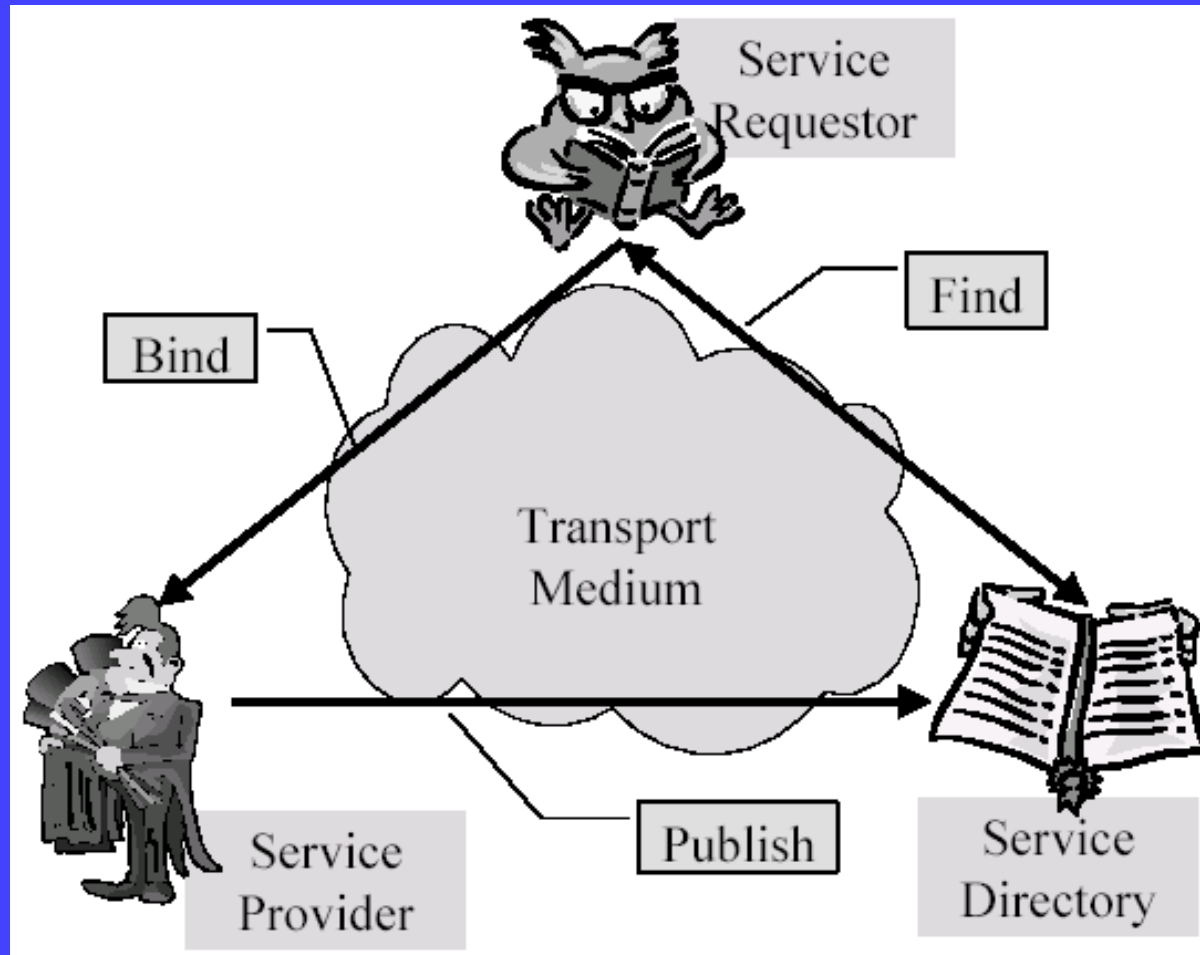 Service
Requestor
Find
Bind
Transport
Medium
Publish
Service
Provider
Service
Directory